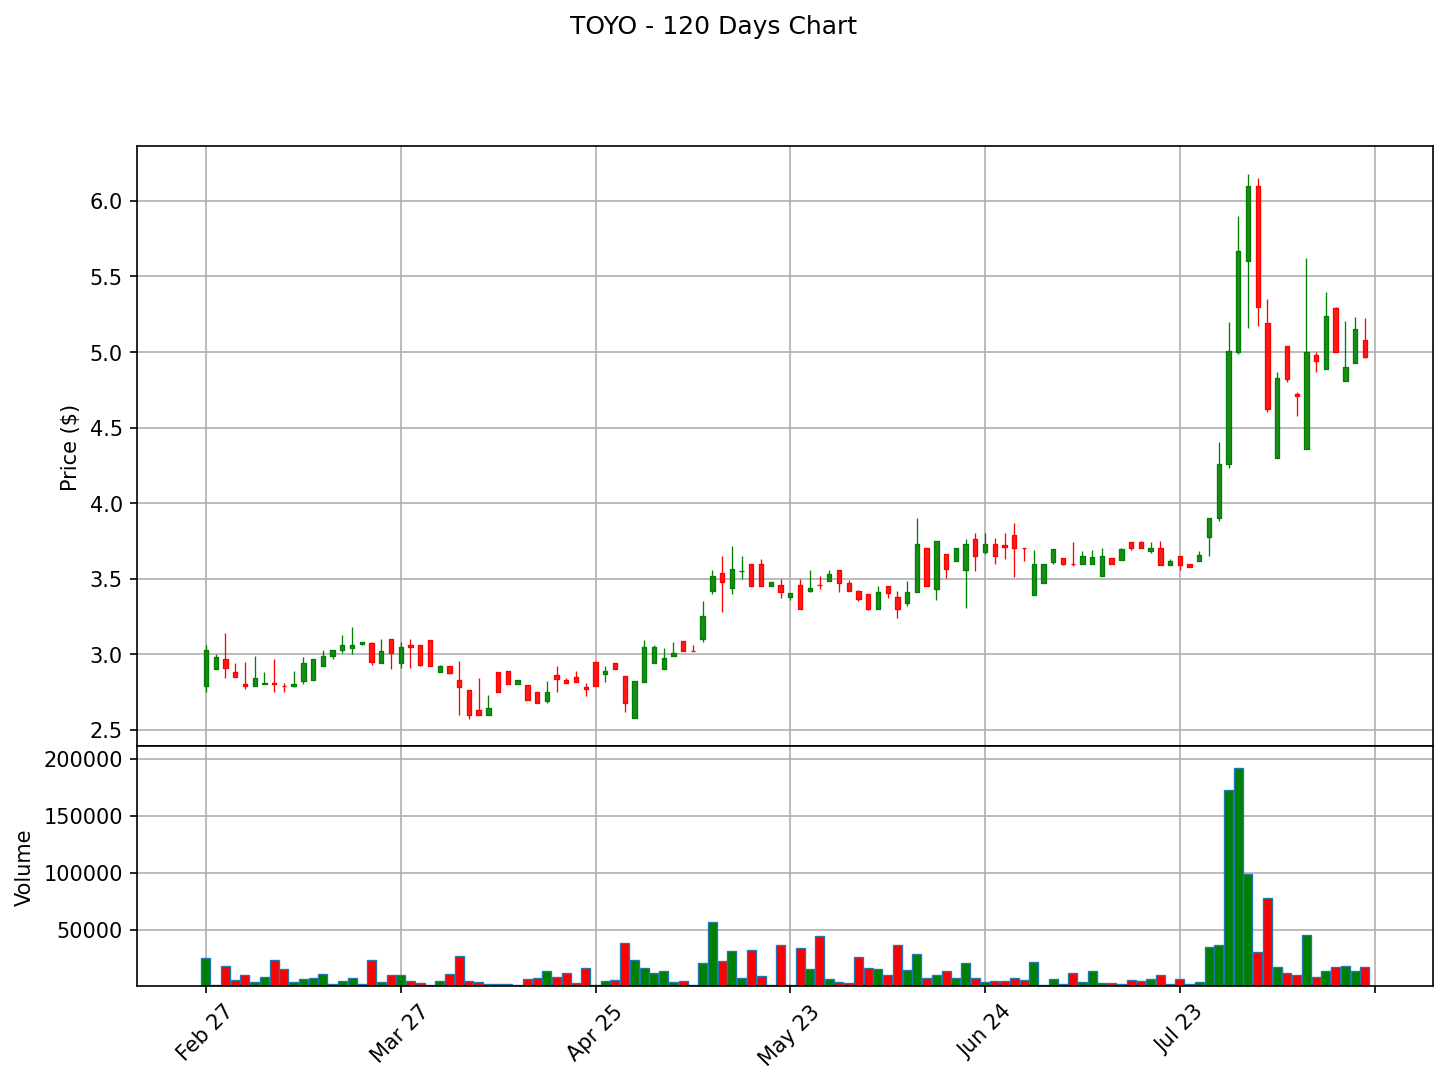 TOYO - 120 Days Chart
Price ($)
6.0
5.5
5.0
4.5
4.0
3.5
3.0
2.5
Volume
200000
150000
100000
50000
Feb 27
Mar 27
Apr 25
May 23
Jun 24
Jul 23